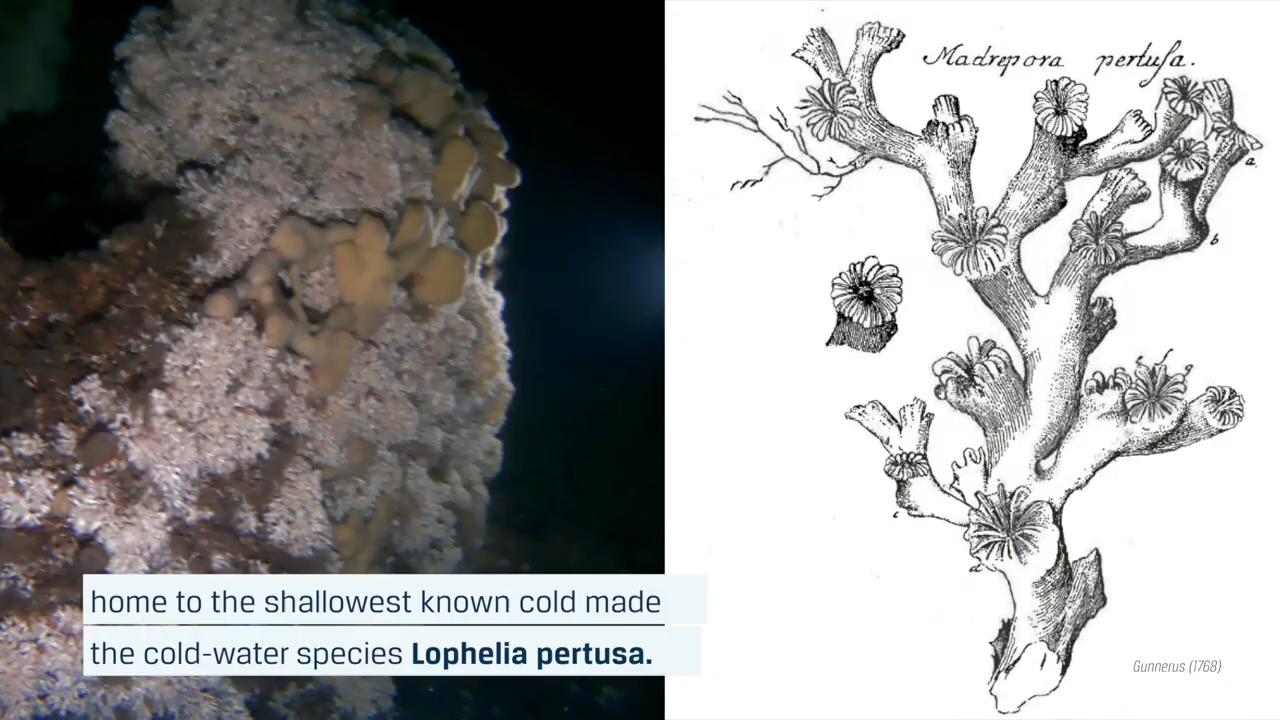 Madrepora pertusa.
a.
b
c
home to the shallowest known cold made
the cold-water species Lophelia pertusa.
Gunnerus (1768)